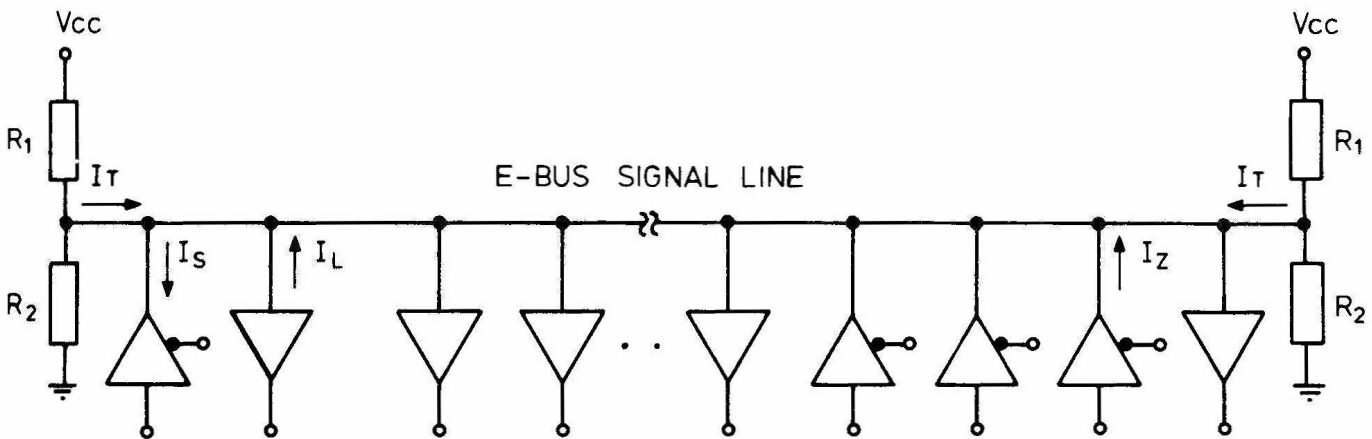 Vcc
Vcc
R1
R1
IT
E-BUS SIGNAL LINE
IT
IS
IL
IZ
R2
R2